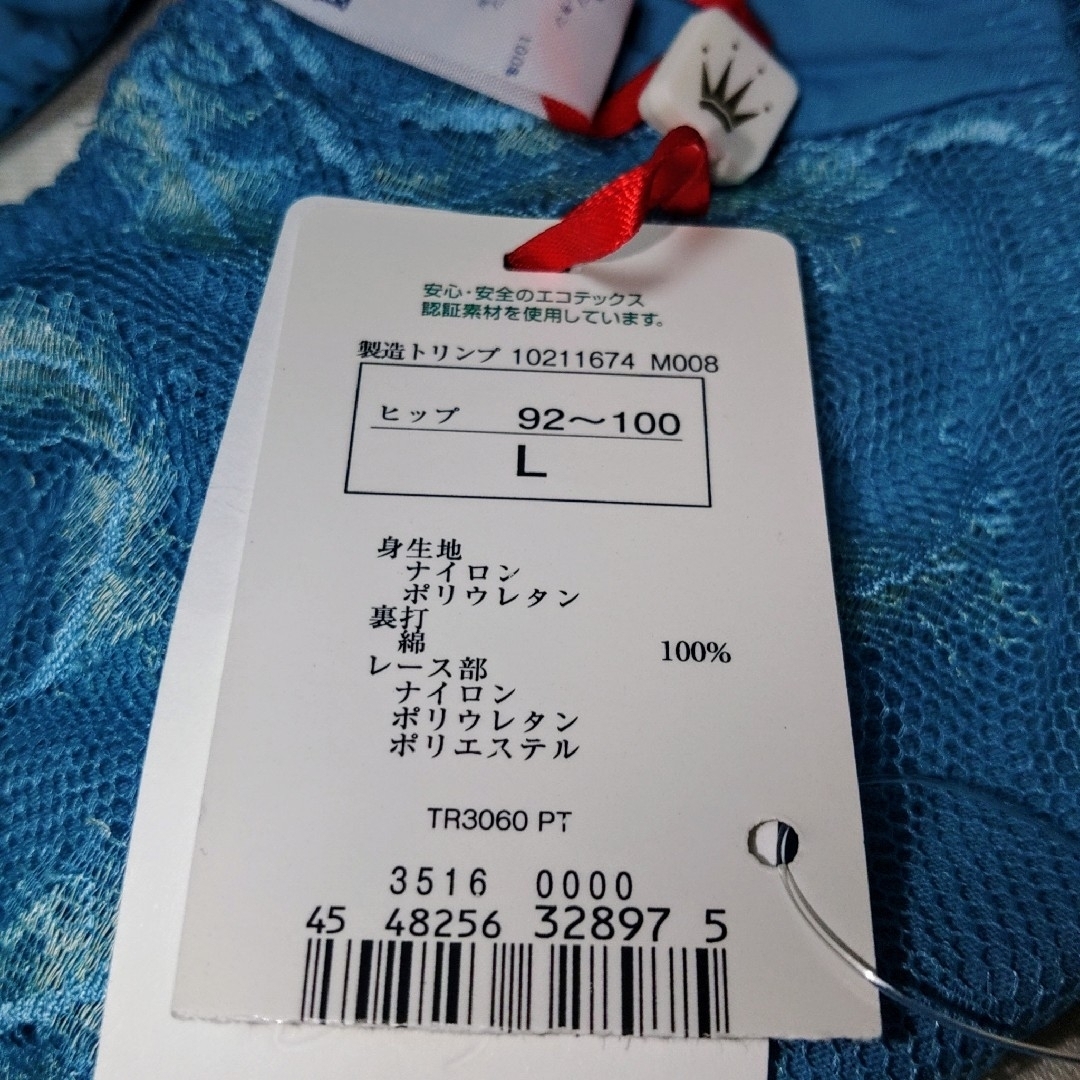 100%
安心・安全のエコテックス
認証素材を使用しています。
製造トリンプ 10211674 M008
ヒップ 92～100
L
身生地
ナイロン
ポリウレタン
裏打
綿 100%
レース部
ナイロン
ポリウレタン
ポリエステル
TR3060 PT
3516 0000
45 48256 32897 5